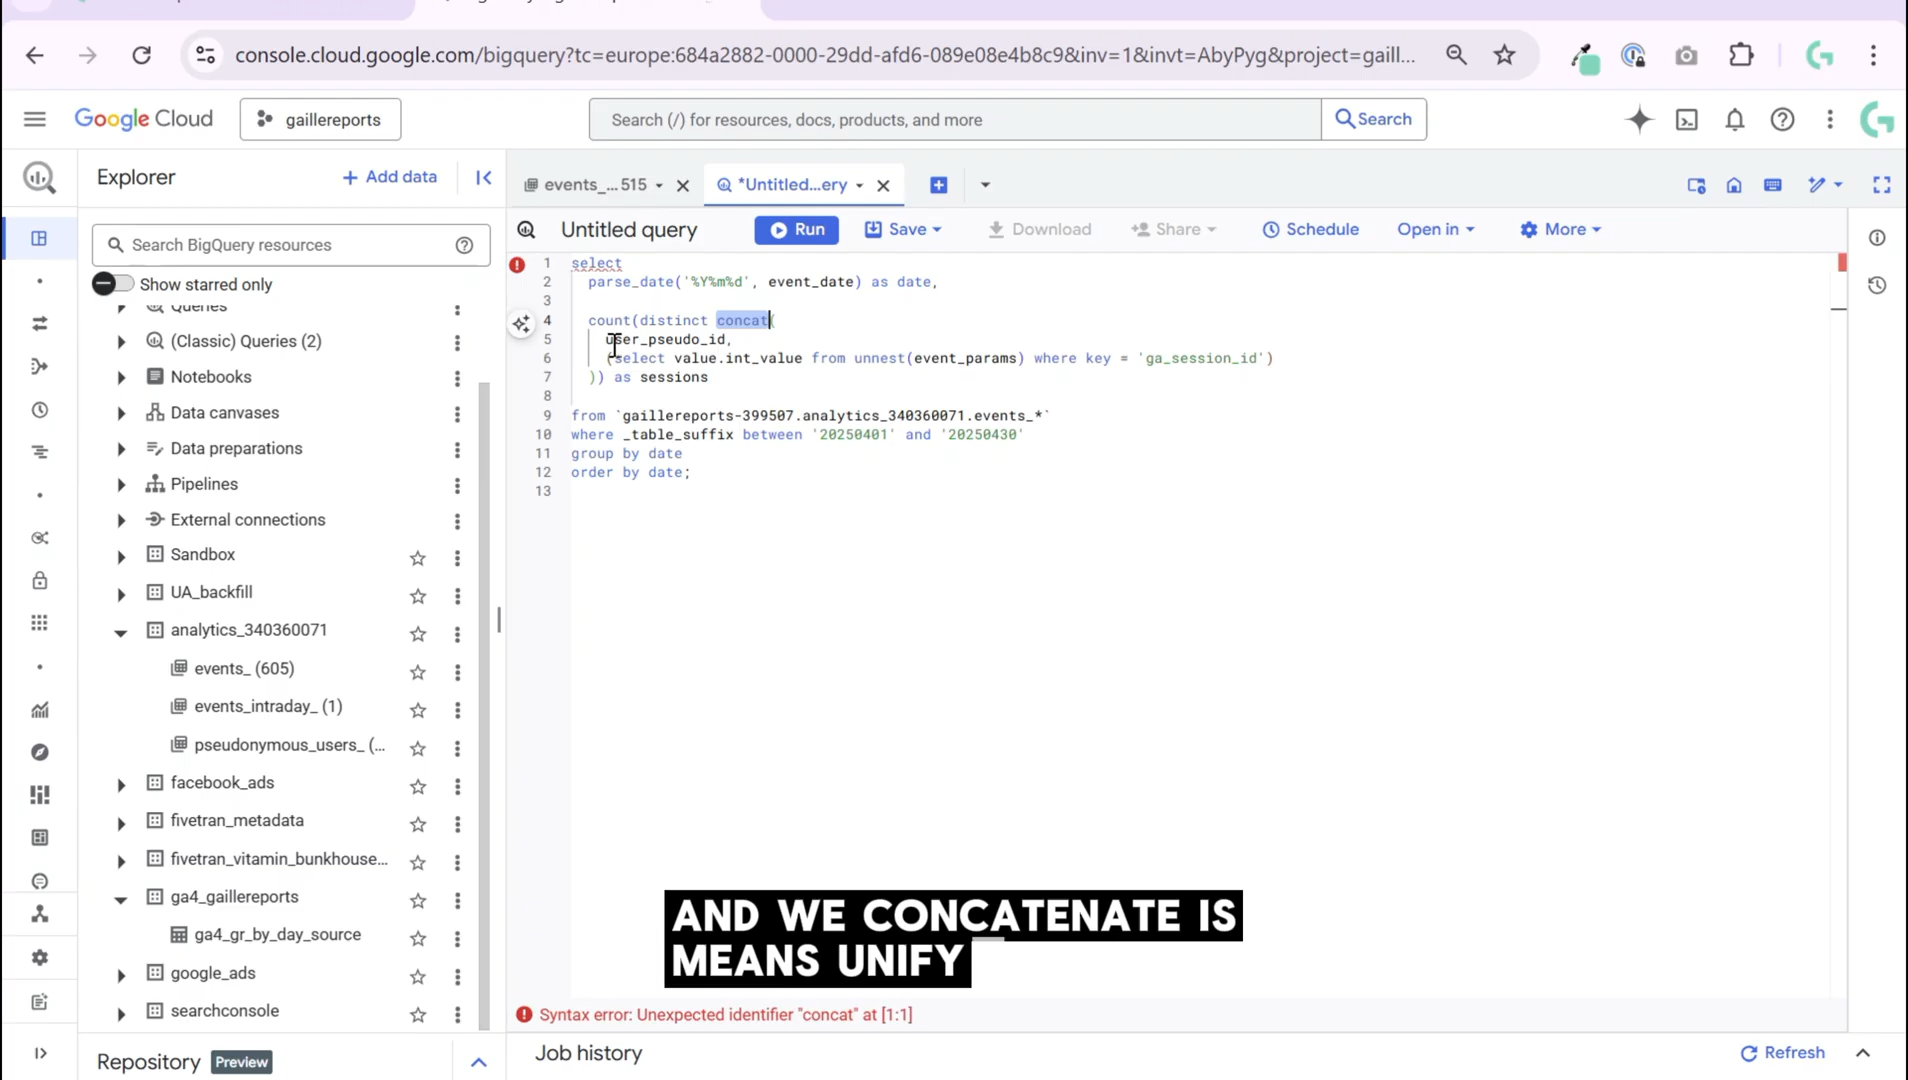 console.cloud.google.com/bigquery?tc=europe:684a2882-0000-29dd-afd6-089e08e4b8c9&inv=1&invt=AbyPyg&project=gaill...
Google Cloud
gaillereports
Search (/) for resources, docs, products, and more
Search
Explorer
+ Add data
events_...515
*Untitled...ery
Search BigQuery resources
Untitled query
Run
Save
Download
Share
Schedule
Open in
More
Show starred only
Queries
(Classic) Queries (2)
Notebooks
Data canvases
Data preparations
Pipelines
External connections
Sandbox
UA_backfill
analytics_340360071
events_ (605)
events_intraday_ (1)
pseudonymous_users_ (...
facebook_ads
fivetran_metadata
fivetran_vitamin_bunkhouse...
ga4_gaillereports
ga4_gr_by_day_source
google_ads
searchconsole
Repository Preview
1 select
2 parse_date('%Y%m%d', event_date) as date,
3
4 count(distinct concat(
5 user_pseudo_id,
6 (select value.int_value from unnest(event_params) where key = 'ga_session_id')
7 )) as sessions
8
9 from `gaillereports-399507.analytics_340360071.events_*`
10 where _table_suffix between '20250401' and '20250430'
11 group by date
12 order by date;
13
AND WE CONCATENATE IS
MEANS UNIFY
Syntax error: Unexpected identifier "concat" at [1:1]
Job history
Refresh